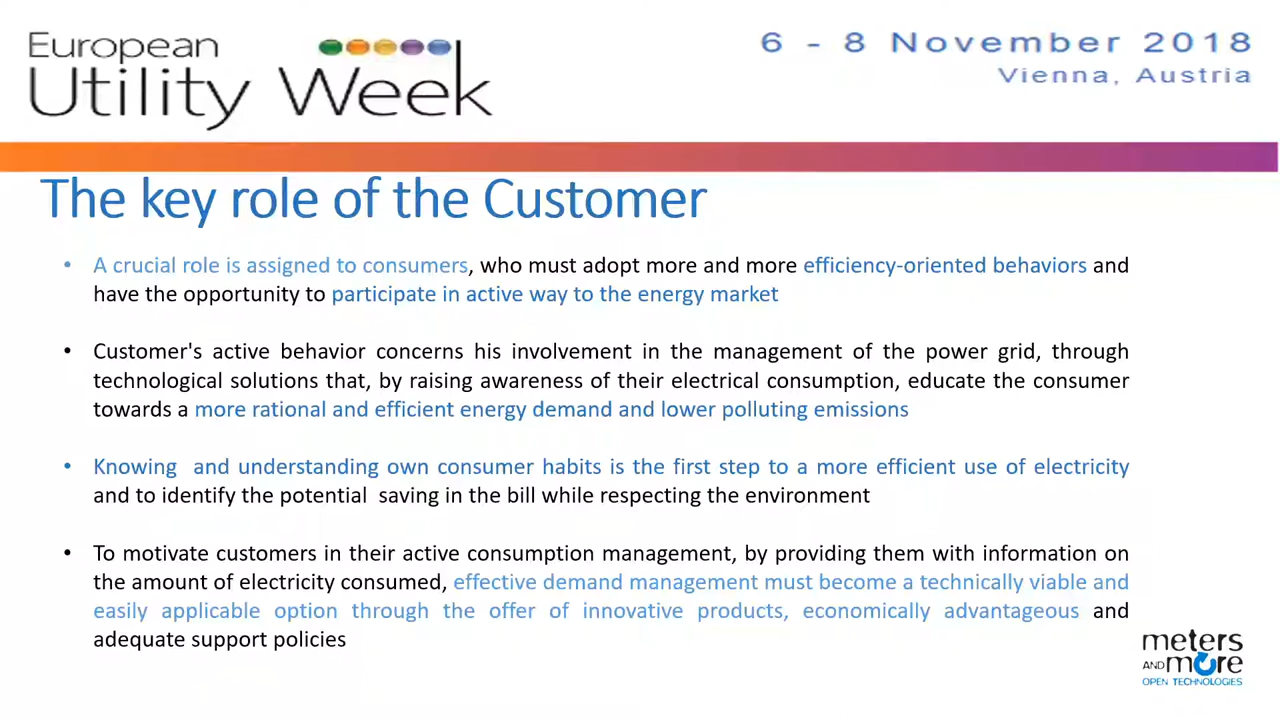 European
Utility Week
6 - 8 November 2018
Vienna, Austria
The key role of the Customer
• A crucial role is assigned to consumers, who must adopt more and more efficiency-oriented behaviors and
have the opportunity to participate in active way to the energy market
• Customer's active behavior concerns his involvement in the management of the power grid, through
technological solutions that, by raising awareness of their electrical consumption, educate the consumer
towards a more rational and efficient energy demand and lower polluting emissions
• Knowing and understanding own consumer habits is the first step to a more efficient use of electricity
and to identify the potential saving in the bill while respecting the environment
• To motivate customers in their active consumption management, by providing them with information on
the amount of electricity consumed, effective demand management must become a technically viable and
easily applicable option through the offer of innovative products, economically advantageous and
adequate support policies
meters
AND more
OPEN TECHNOLOGIES